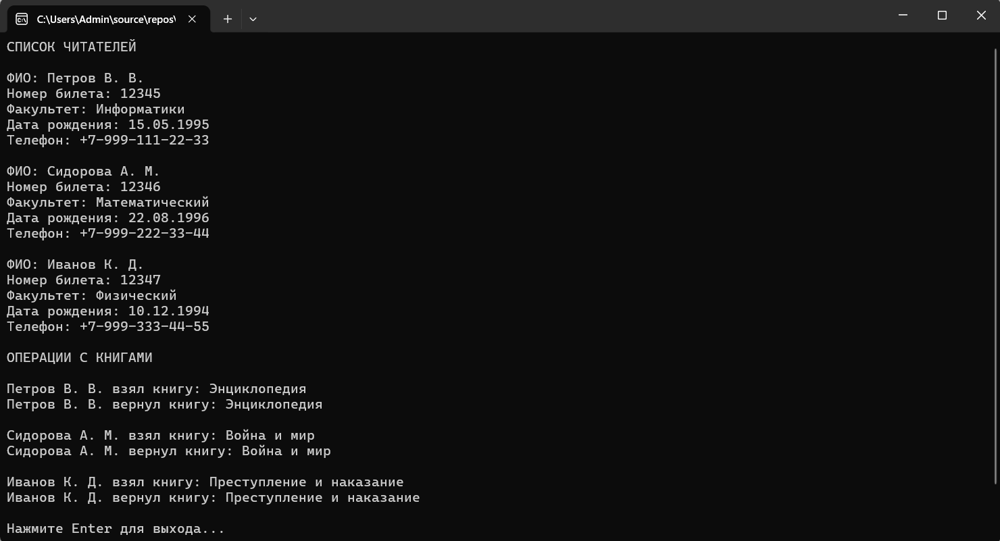 C:\Users\Admin\source\repos\
СПИСОК ЧИТАТЕЛЕЙ
ФИО: Петров В. В.
Номер билета: 12345
Факультет: Информатики
Дата рождения: 15.05.1995
Телефон: +7-999-111-22-33
ФИО: Сидорова А. М.
Номер билета: 12346
Факультет: Математический
Дата рождения: 22.08.1996
Телефон: +7-999-222-33-44
ФИО: Иванов К. Д.
Номер билета: 12347
Факультет: Физический
Дата рождения: 10.12.1994
Телефон: +7-999-333-44-55
ОПЕРАЦИИ С КНИГАМИ
Петров В. В. взял книгу: Энциклопедия
Петров В. В. вернул книгу: Энциклопедия
Сидорова А. М. взял книгу: Война и мир
Сидорова А. М. вернул книгу: Война и мир
Иванов К. Д. взял книгу: Преступление и наказание
Иванов К. Д. вернул книгу: Преступление и наказание
Нажмите Enter для выхода...